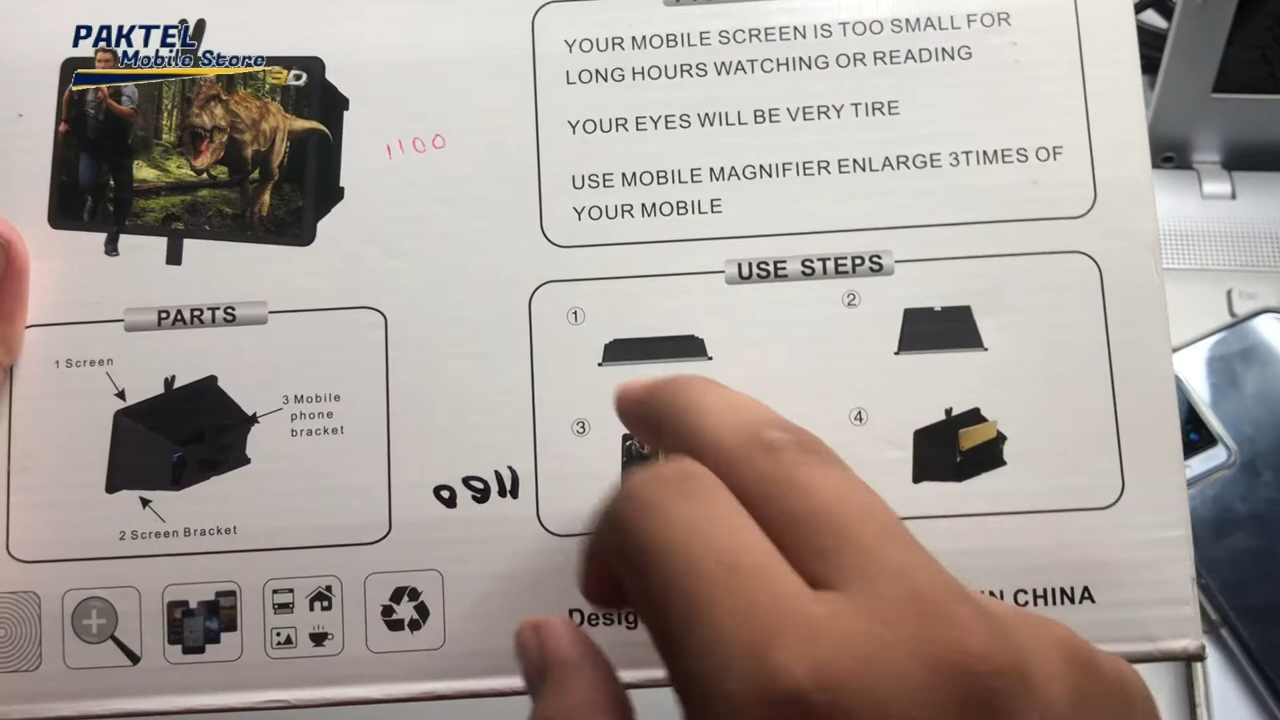 PAKTEL
Mobile Store
3D
1100
YOUR MOBILE SCREEN IS TOO SMALL FOR
LONG HOURS WATCHING OR READING
YOUR EYES WILL BE VERY TIRE
USE MOBILE MAGNIFIER ENLARGE 3TIMES OF
YOUR MOBILE
PARTS
1 Screen
3 Mobile
phone
bracket
2 Screen Bracket
USE STEPS
①
②
③
④
CHINA